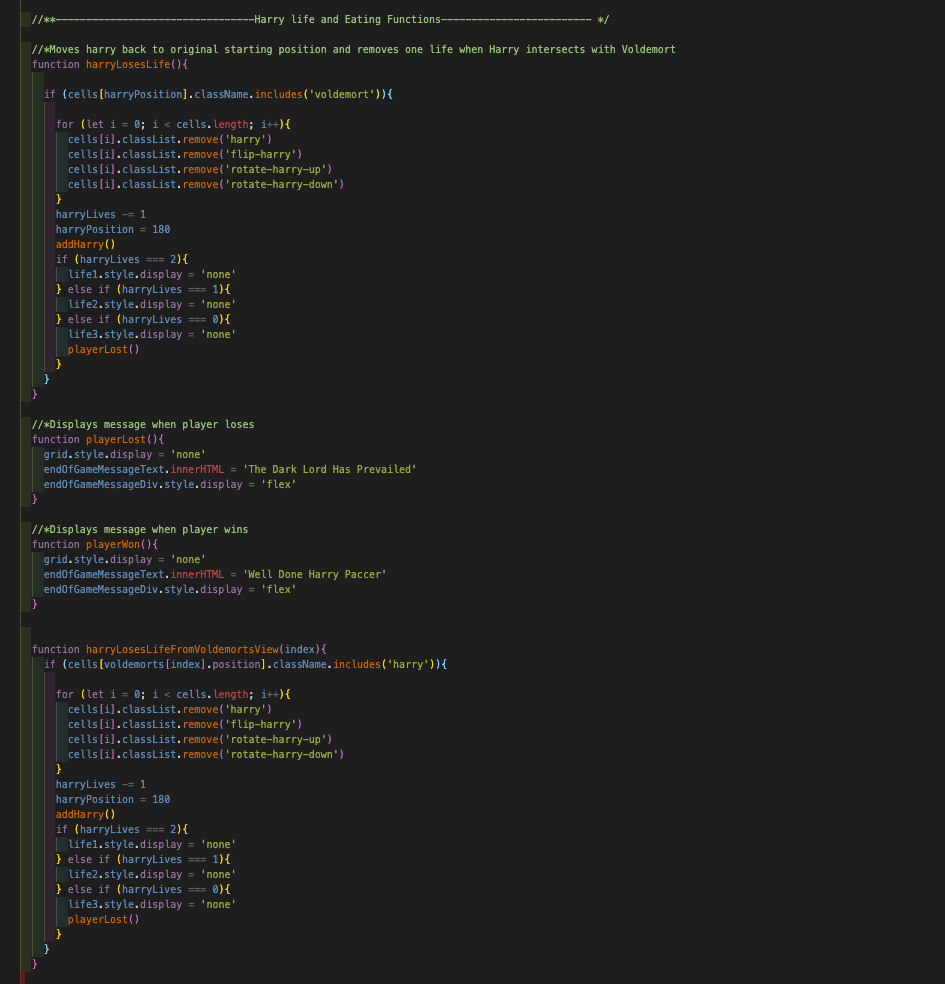 //**---------------------------------Harry life and Eating Functions------------------------- */
//*Moves harry back to original starting position and removes one life when Harry intersects with Voldemort
function harryLosesLife(){
if (cells[harryPosition].className.includes('voldemort')){
for (let i = 0; i < cells.length; i++){
cells[i].classList.remove('harry')
cells[i].classList.remove('flip-harry')
cells[i].classList.remove('rotate-harry-up')
cells[i].classList.remove('rotate-harry-down')
}
harryLives -= 1
harryPosition = 180
addHarry()
if (harryLives === 2){
life1.style.display = 'none'
} else if (harryLives === 1){
life2.style.display = 'none'
} else if (harryLives === 0){
life3.style.display = 'none'
playerLost()
}
}
}
//*Displays message when player loses
function playerLost(){
grid.style.display = 'none'
endOfGameMessageText.innerHTML = 'The Dark Lord Has Prevailed'
endOfGameMessageDiv.style.display = 'flex'
}
//*Displays message when player wins
function playerWon(){
grid.style.display = 'none'
endOfGameMessageText.innerHTML = 'Well Done Harry Paccer'
endOfGameMessageDiv.style.display = 'flex'
}
function harryLosesLifeFromVoldemortsView(index){
if (cells[voldemorts[index].position].className.includes('harry')){
for (let i = 0; i < cells.length; i++){
cells[i].classList.remove('harry')
cells[i].classList.remove('flip-harry')
cells[i].classList.remove('rotate-harry-up')
cells[i].classList.remove('rotate-harry-down')
}
harryLives -= 1
harryPosition = 180
addHarry()
if (harryLives === 2){
life1.style.display = 'none'
} else if (harryLives === 1){
life2.style.display = 'none'
} else if (harryLives === 0){
life3.style.display = 'none'
playerLost()
}
}
}